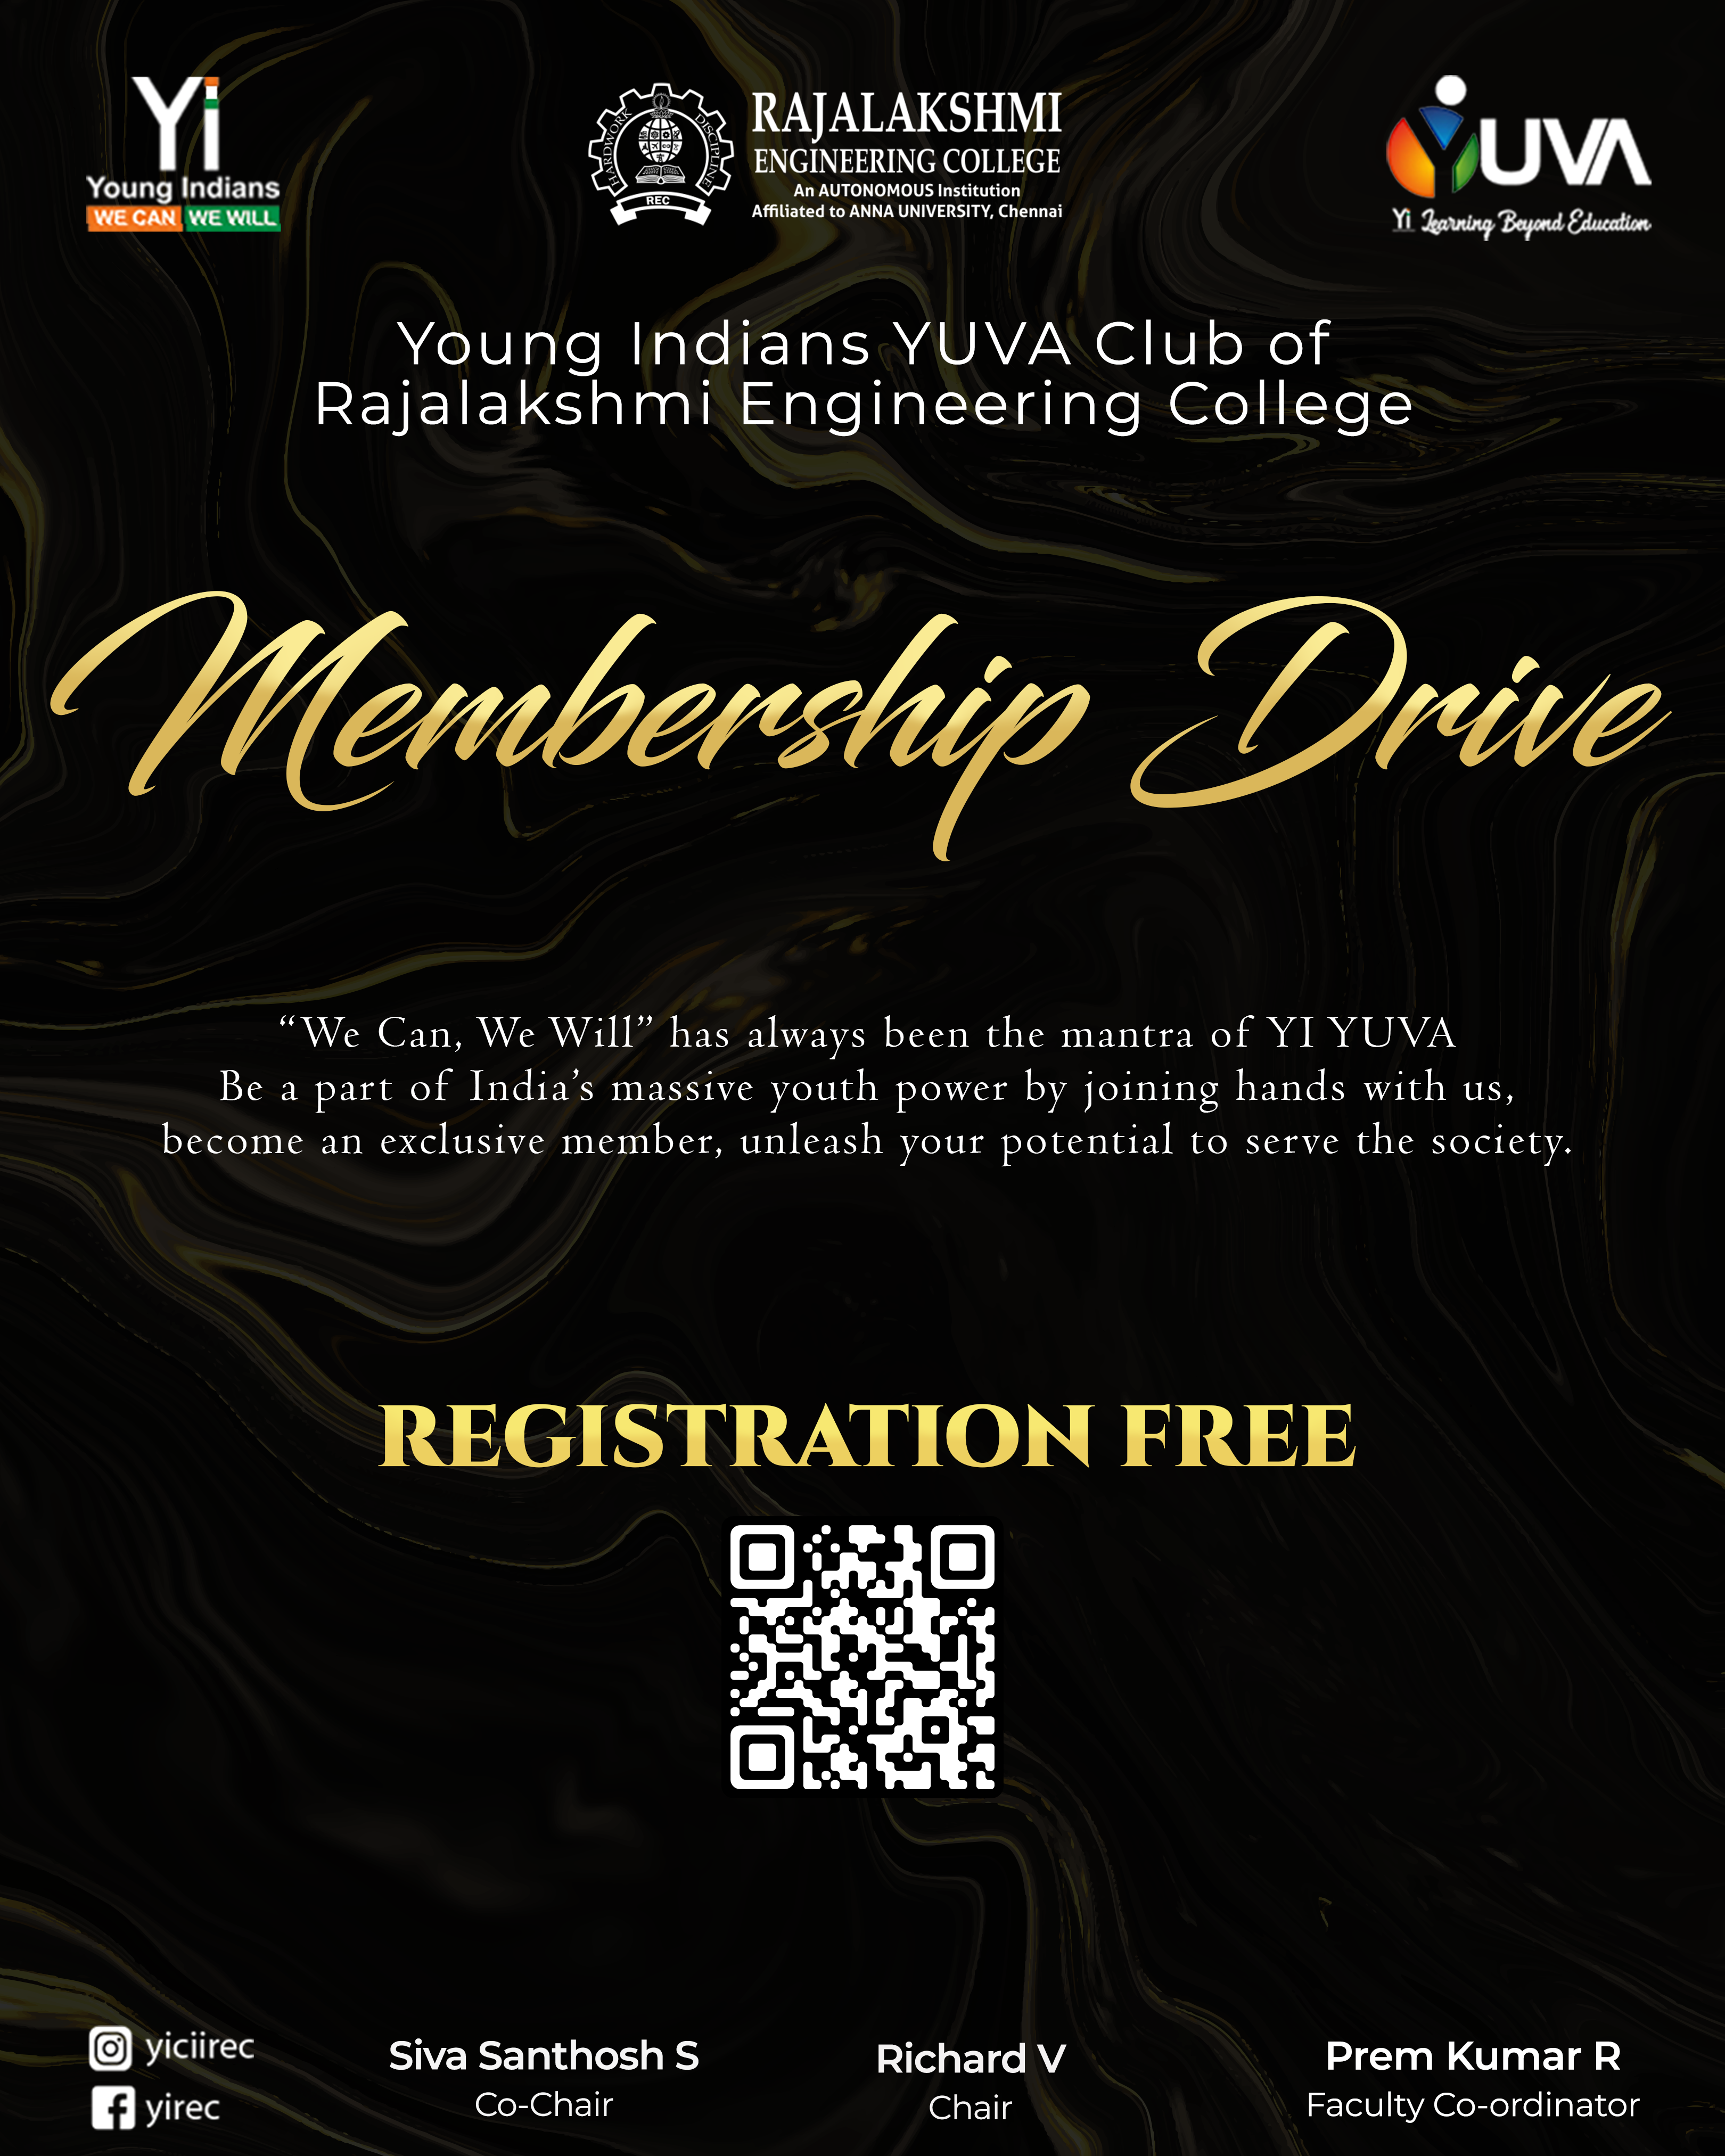 Yi
Young Indians
WE CAN WE WILL
HARDWORK
DISCIPLINE
REC
RAJALAKSHMI
ENGINEERING COLLEGE
An AUTONOMOUS Institution
Affiliated to ANNA UNIVERSITY, Chennai
YUVA
Yi Learning Beyond Education
Young Indians YUVA Club of
Rajalakshmi Engineering College
Membership Drive
“We Can, We Will” has always been the mantra of YI YUVA
Be a part of India’s massive youth power by joining hands with us,
become an exclusive member, unleash your potential to serve the society.
REGISTRATION FREE
yiciirec
yirec
Siva Santhosh S
Co-Chair
Richard V
Chair
Prem Kumar R
Faculty Co-ordinator